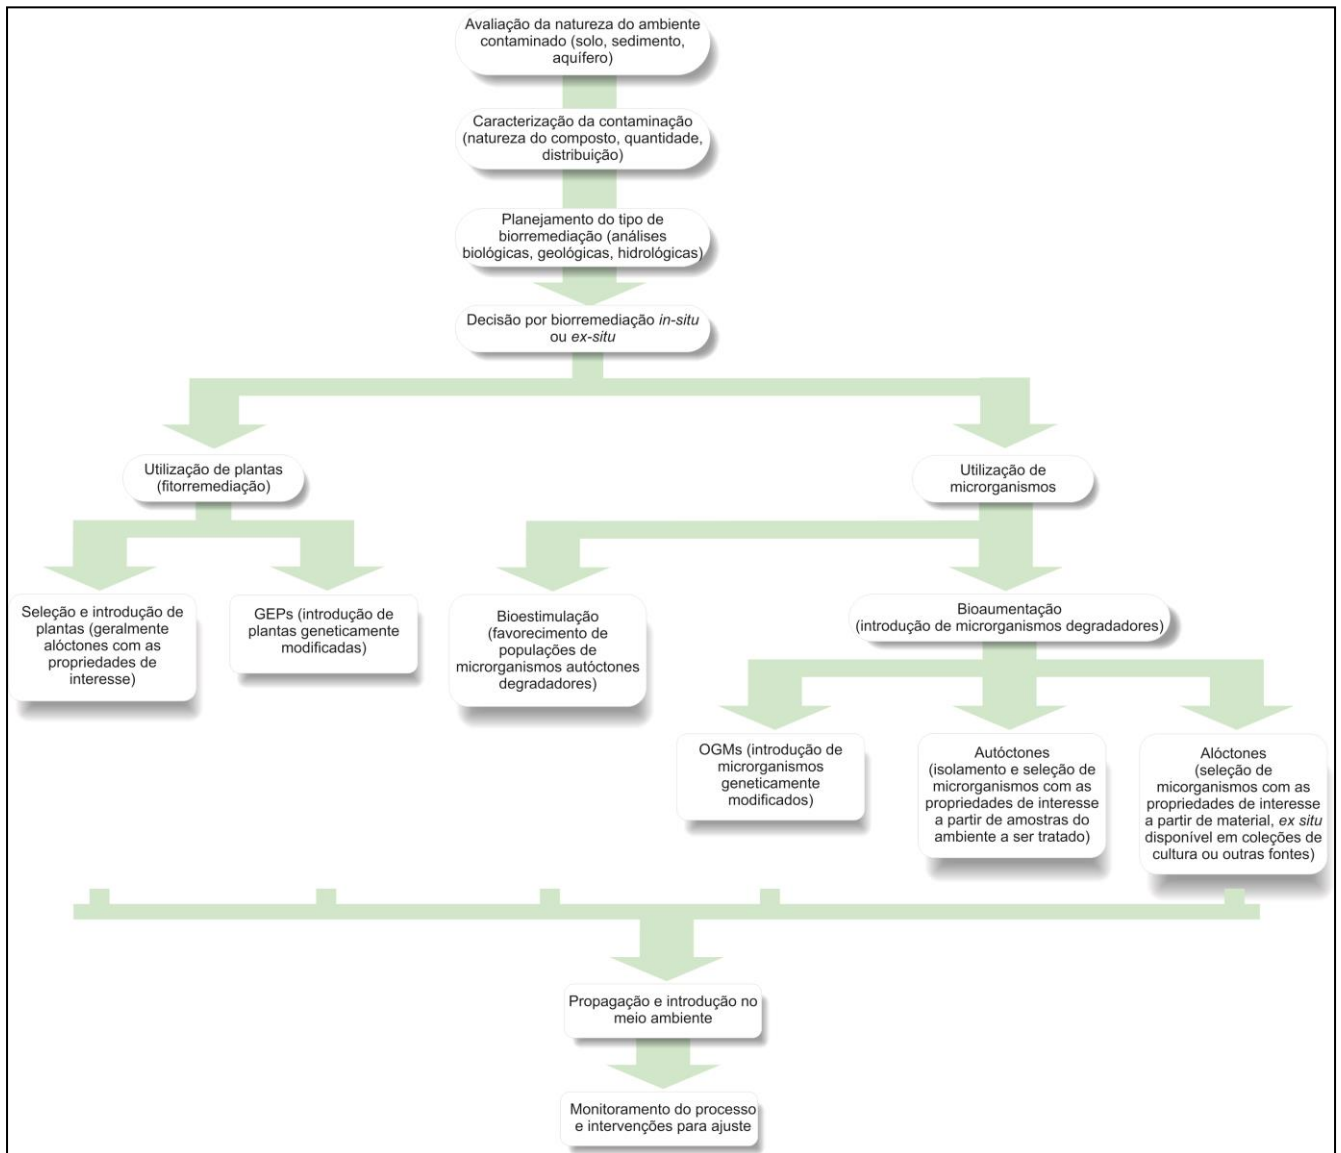 Avaliação da natureza do ambiente
contaminado (solo, sedimento,
aquífero)
Caracterização da contaminação
(natureza do composto, quantidade,
distribuição)
Planejamento do tipo de
biorremediação (análises
biológicas, geológicas, hidrológicas)
Decisão por biorremediação in-situ
ou ex-situ
Utilização de plantas
(fitorremediação)
Utilização de
microrganismos
Seleção e introdução de
plantas (geralmente
alóctones com as
propriedades de
interesse)
GEPs (introdução de
plantas geneticamente
modificadas)
Bioestimulação
(favorecimento de
populações de
microrganismos autóctones
degradadores)
Bioaumentação
(introdução de microrganismos degradadores)
OGMs (introdução de
microrganismos
geneticamente
modificados)
Autóctones
(isolamento e seleção de
microrganismos com as
propriedades de interesse
a partir de amostras do
ambiente a ser tratado)
Alóctones
(seleção de
micorganismos com as
propriedades de interesse
a partir de material, ex situ
disponível em coleções de
cultura ou outras fontes)
Propagação e introdução no
meio ambiente
Monitoramento do processo
e intervenções para ajuste